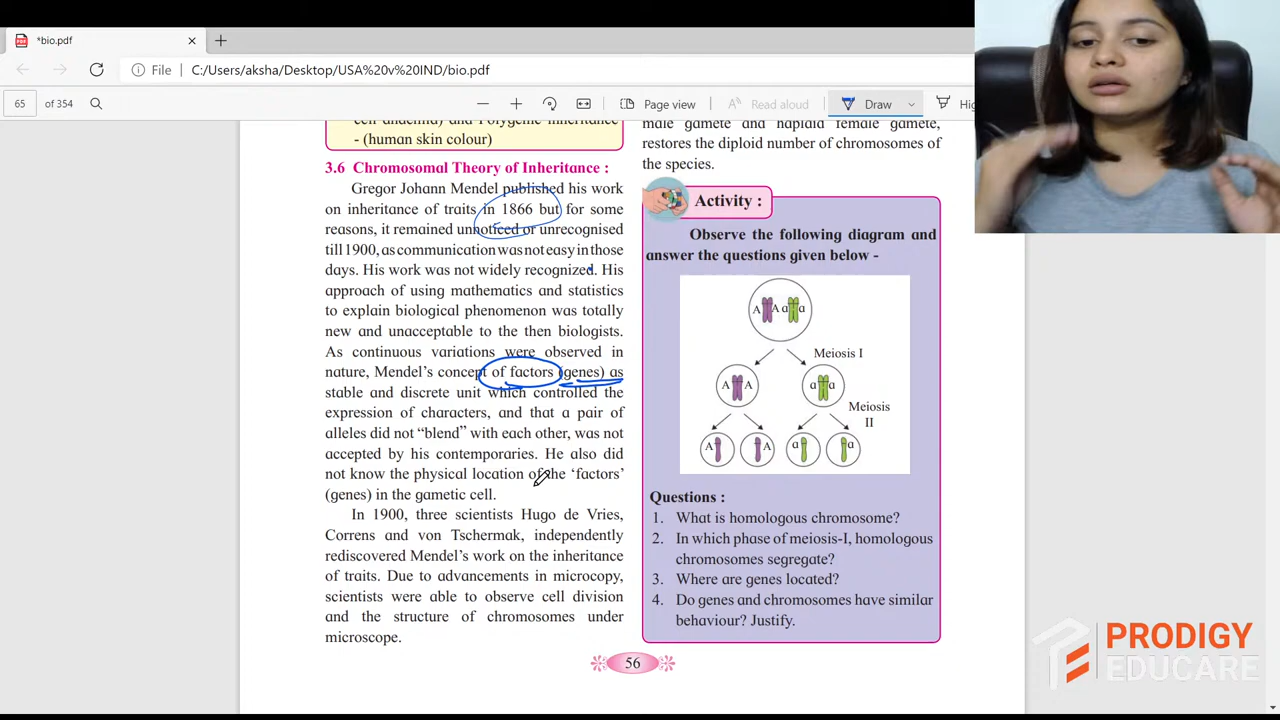 *bio.pdf
File
C:/Users/aksha/Desktop/USA%20v%20IND/bio.pdf
65
of 354
Page view
Read aloud
Draw
- (human skin colour)
3.6 Chromosomal Theory of Inheritance :
Gregor Johann Mendel published his work
on inheritance of traits in 1866 but for some
reasons, it remained unnoticed or unrecognised
till 1900, as communication was not easy in those
days. His work was not widely recognized. His
approach of using mathematics and statistics
to explain biological phenomenon was totally
new and unacceptable to the then biologists.
As continuous variations were observed in
nature, Mendel's concept of factors (genes) as
stable and discrete unit which controlled the
expression of characters, and that a pair of
alleles did not "blend" with each other, was not
accepted by his contemporaries. He also did
not know the physical location of the 'factors'
(genes) in the gametic cell.
In 1900, three scientists Hugo de Vries,
Correns and von Tschermak, independently
rediscovered Mendel's work on the inheritance
of traits. Due to advancements in microcopy,
scientists were able to observe cell division
and the structure of chromosomes under
microscope.
male gamete and haploid female gamete,
restores the diploid number of chromosomes of
the species.
Activity :
Observe the following diagram and
answer the questions given below -
A A a a
Meiosis I
A A a a
Meiosis
II
A A a a
Questions :
1. What is homologous chromosome?
2. In which phase of meiosis-I, homologous
chromosomes segregate?
3. Where are genes located?
4. Do genes and chromosomes have similar
behaviour? Justify.
56
PRODIGY
EDUCARE